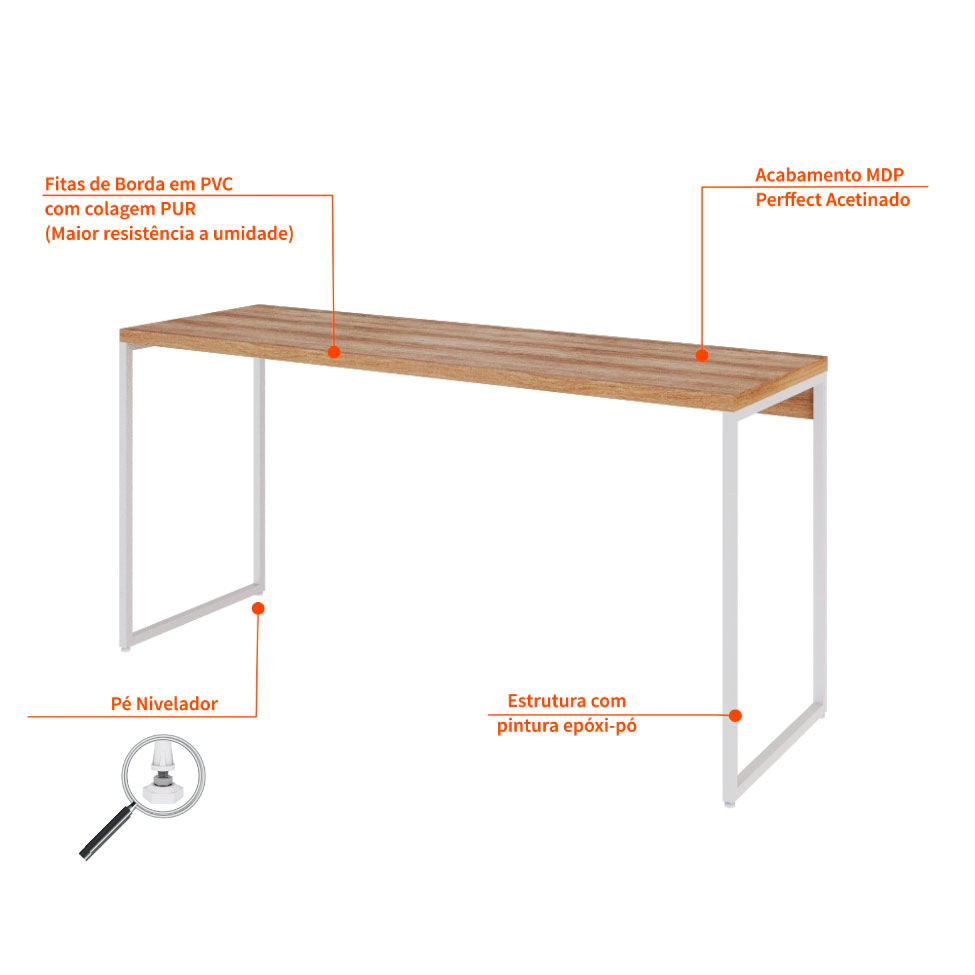 Fitas de Borda em PVC
com colagem PUR
(Maior resistência a umidade)
Acabamento MDP
Perffect Acetinado
Pé Nivelador
Estrutura com
pintura epóxi-pó